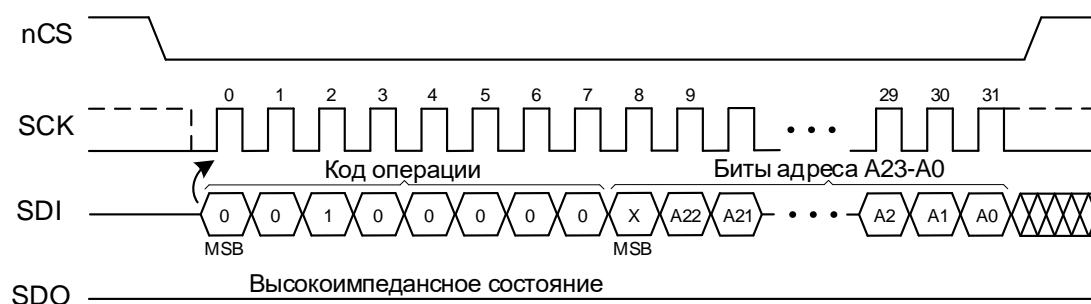 nCS
0 1 2 3 4 5 6 7 8 9 29 30 31
SCK
Код операции Биты адреса A23-A0
SDI 0 0 1 0 0 0 0 0 X A22 A21 A2 A1 A0
MSB MSB
Высокоимпедансное состояние
SDO